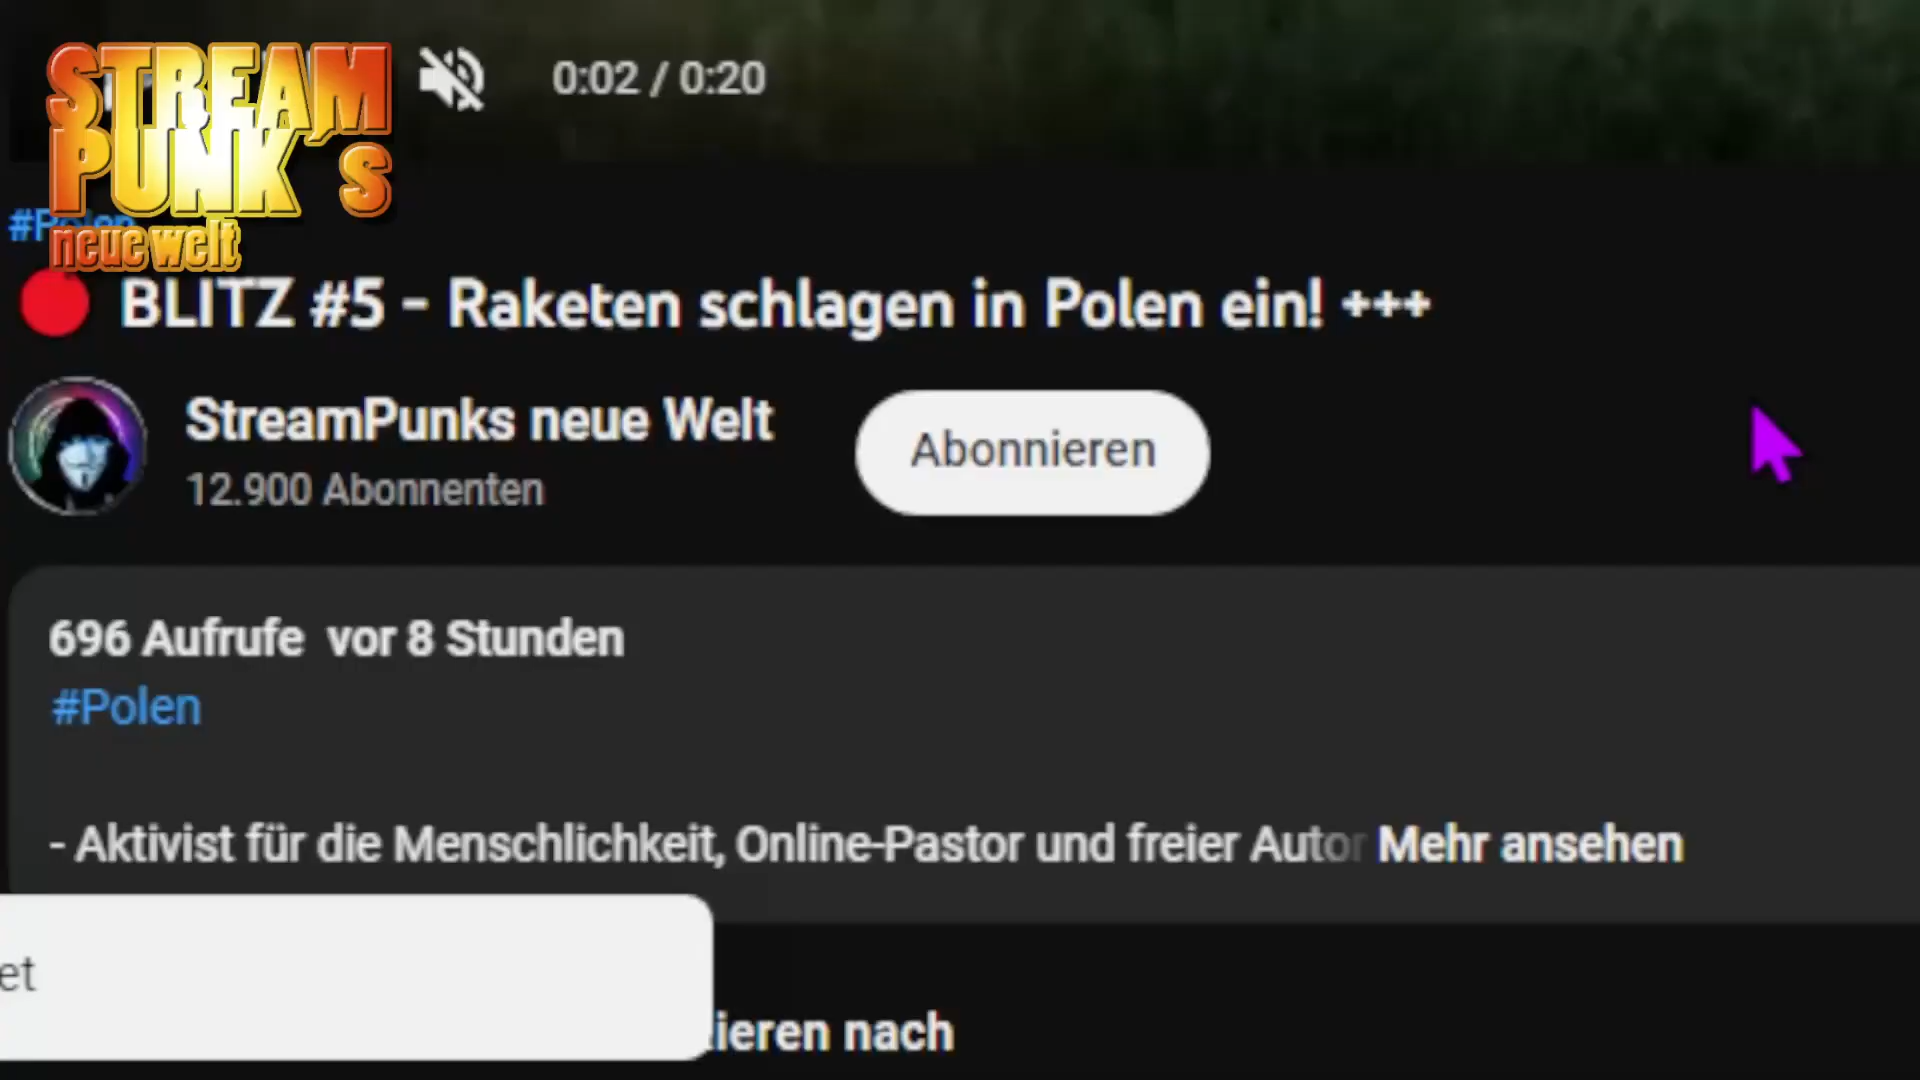 STREAM
PUNK´s
neue welt
0:02 / 0:20
#Polen
BLITZ #5 - Raketen schlagen in Polen ein! +++
StreamPunks neue Welt
12.900 Abonnenten
Abonnieren
696 Aufrufe vor 8 Stunden
#Polen
- Aktivist für die Menschlichkeit, Online-Pastor und freier Autor Mehr ansehen
et
ieren nach